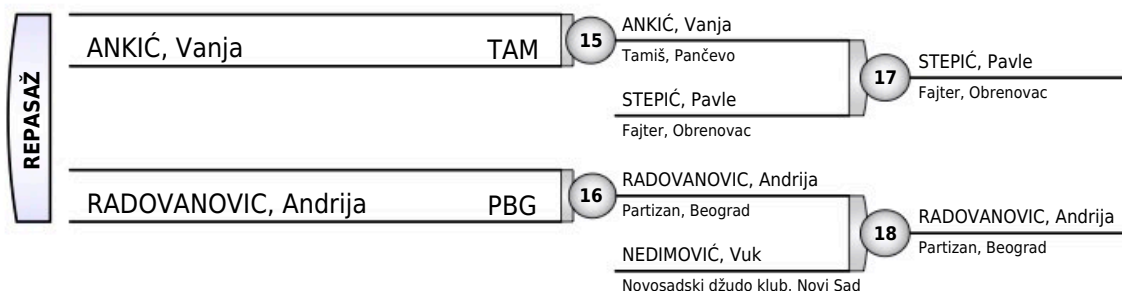 REPASAŽ
ANKIĆ, Vanja TAM
15
ANKIĆ, Vanja
Tamiš, Pančevo
STEPIĆ, Pavle
Fajter, Obrenovac
17
STEPIĆ, Pavle
Fajter, Obrenovac
RADOVANOVIC, Andrija PBG
16
RADOVANOVIC, Andrija
Partizan, Beograd
NEDIMOVIĆ, Vuk
Novosadski džudo klub, Novi Sad
18
RADOVANOVIC, Andrija
Partizan, Beograd